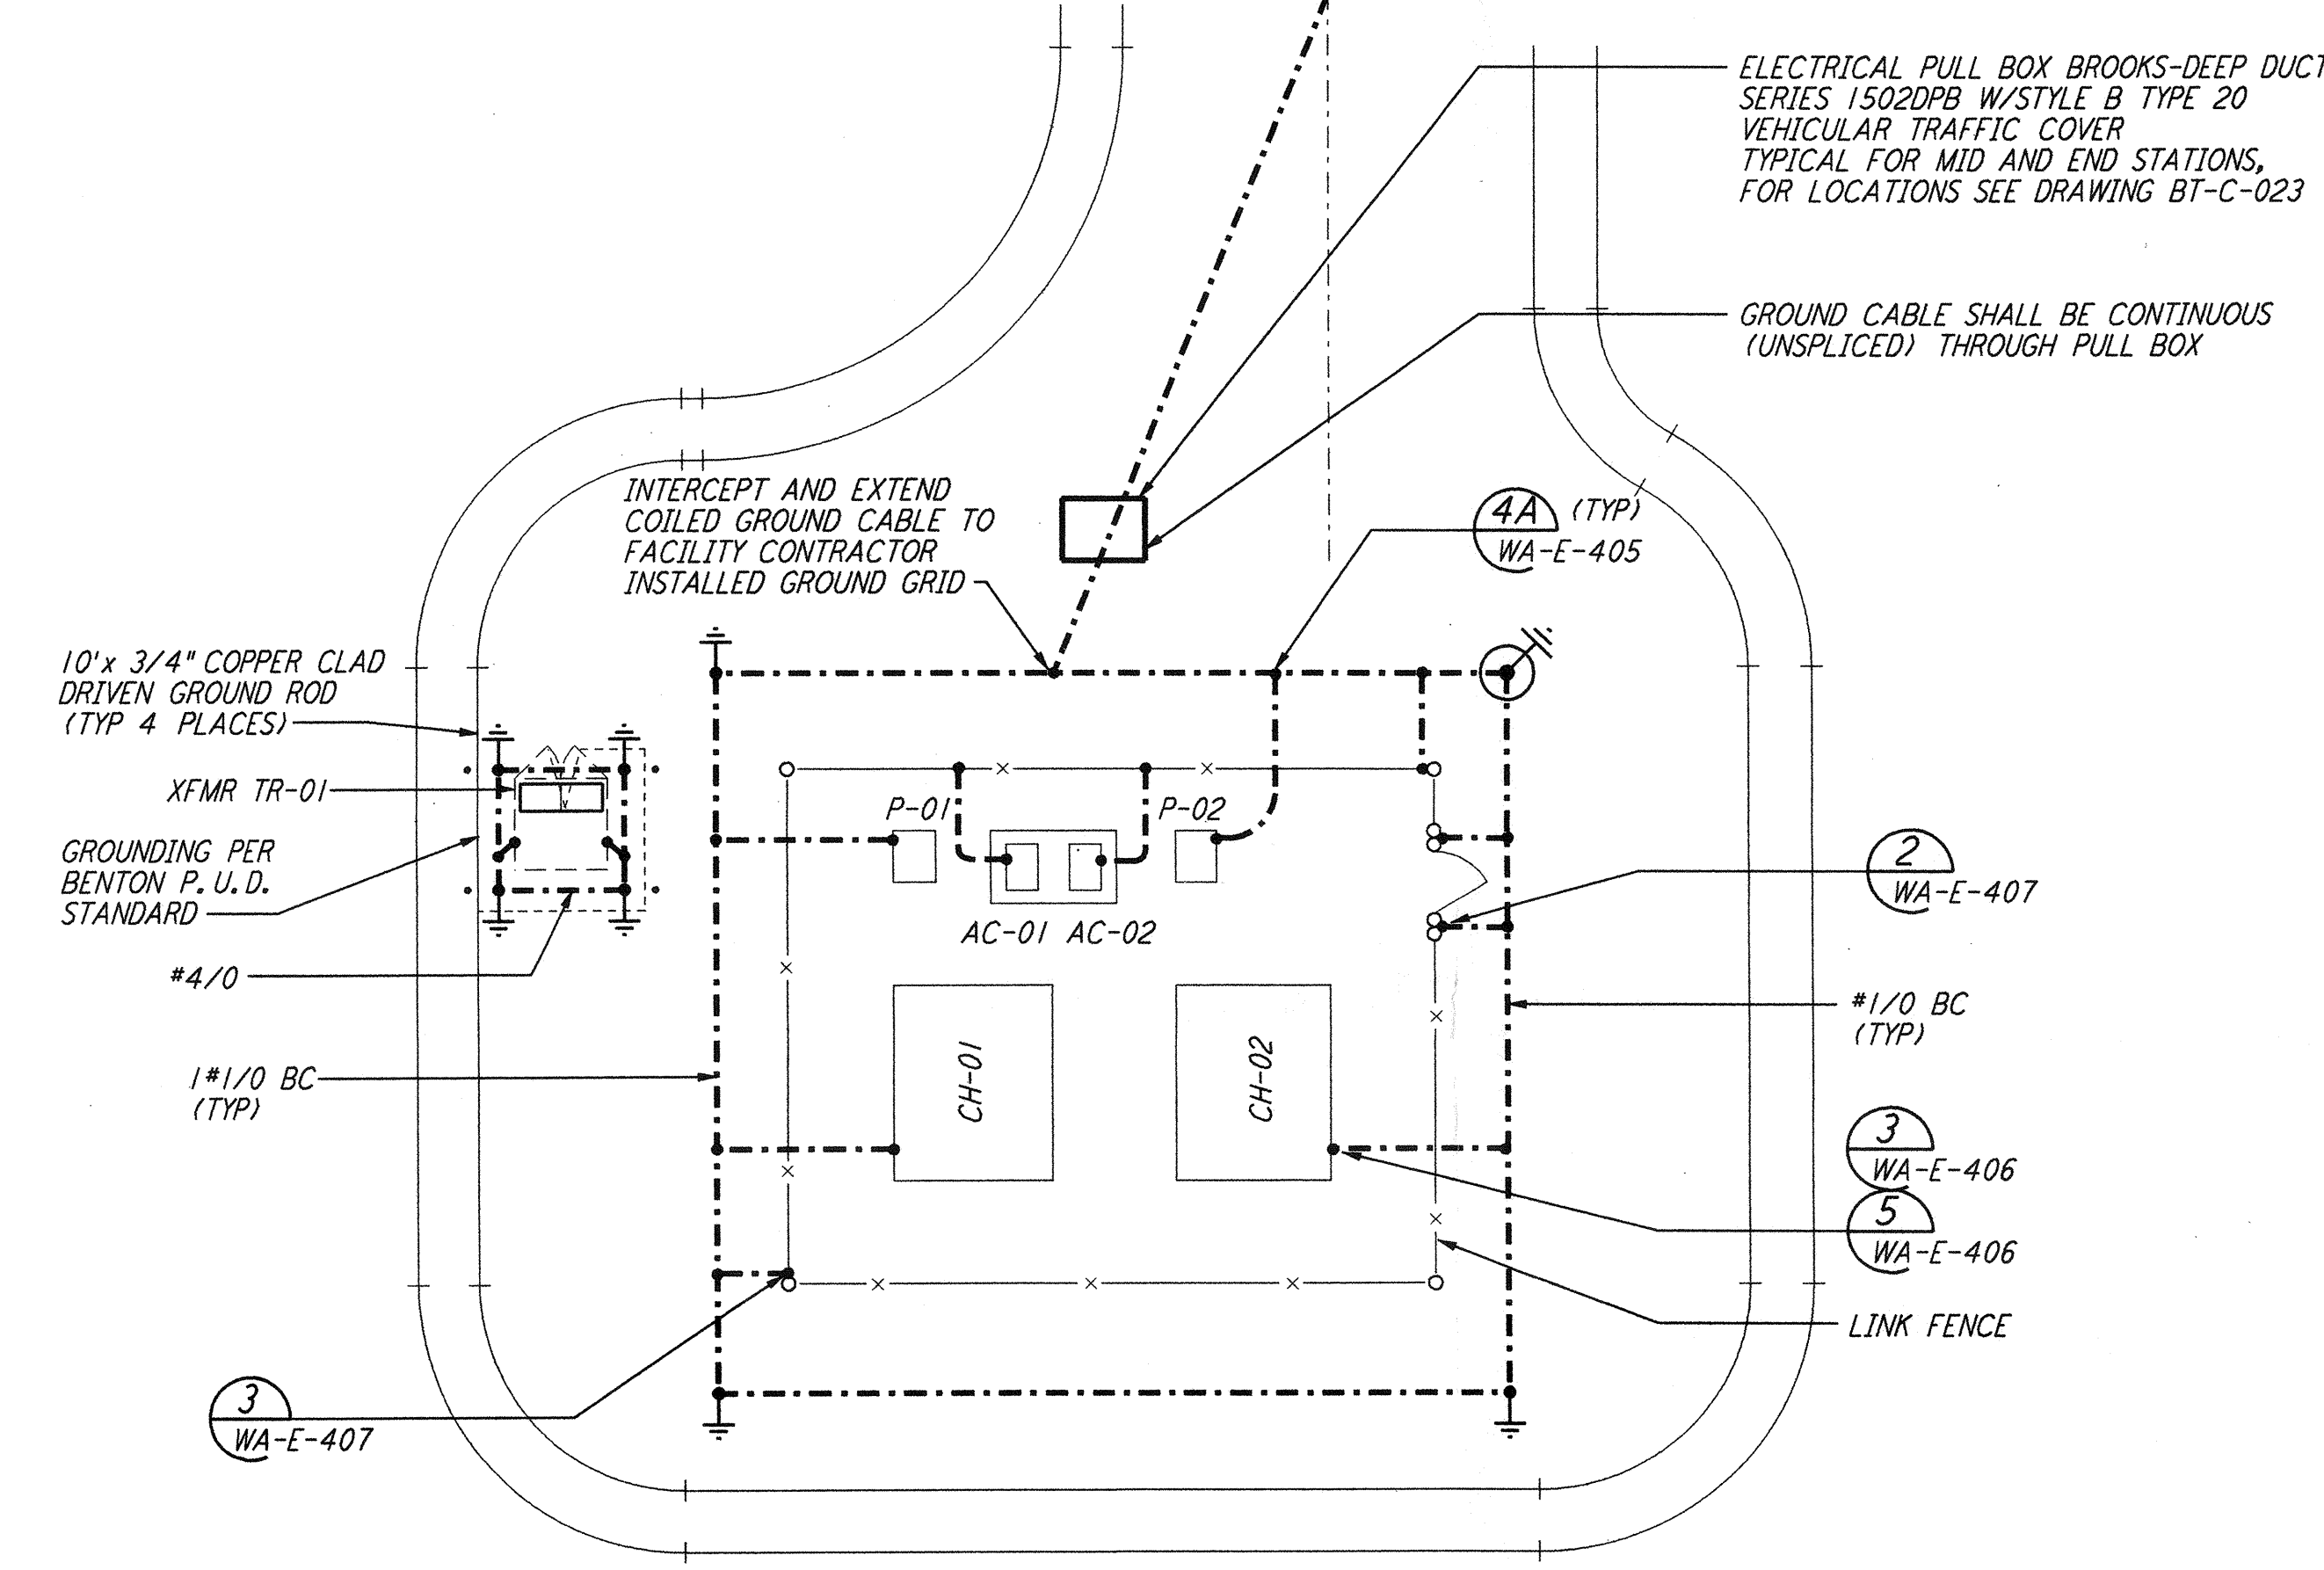 ELECTRICAL PULL BOX BROOKS-DEEP DUCT
SERIES 1502DPB W/STYLE B TYPE 20
VEHICULAR TRAFFIC COVER
TYPICAL FOR MID AND END STATIONS,
FOR LOCATIONS SEE DRAWING BT-C-023
GROUND CABLE SHALL BE CONTINUOUS
(UNSPLICED) THROUGH PULL BOX
INTERCEPT AND EXTEND
COILED GROUND CABLE TO
FACILITY CONTRACTOR
INSTALLED GROUND GRID
4A (TYP)
WA-E-405
10'x 3/4" COPPER CLAD
DRIVEN GROUND ROD
(TYP 4 PLACES)
XFMR TR-01
GROUNDING PER
BENTON P.U.D.
STANDARD
#4/0
P-01
P-02
AC-01 AC-02
2
WA-E-407
#1/0 BC
(TYP)
1#1/0 BC
(TYP)
CH-01
CH-02
3
WA-E-406
5
WA-E-406
LINK FENCE
3
WA-E-407